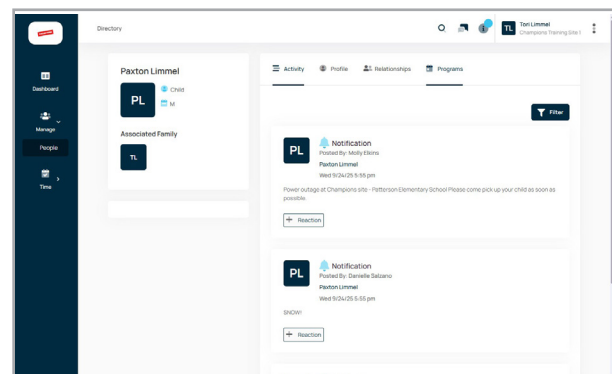 Directory
TL
Tori Limmel
Champions Training Site 1
Dashboard
Manage
People
Time
Paxton Limmel
PL
Child
M
Associated Family
TL
Activity
Profile
Relationships
Programs
Filter
PL
Notification
Posted By: Molly Elkins
Paxton Limmel
Wed 9/24/25 5:55 pm
Power outage at Champions site - Patterson Elementary School Please come pick up your child as soon as
possible.
+ Reaction
PL
Notification
Posted By: Danielle Salzano
Paxton Limmel
Wed 9/24/25 5:55 pm
SNOW!
+ Reaction